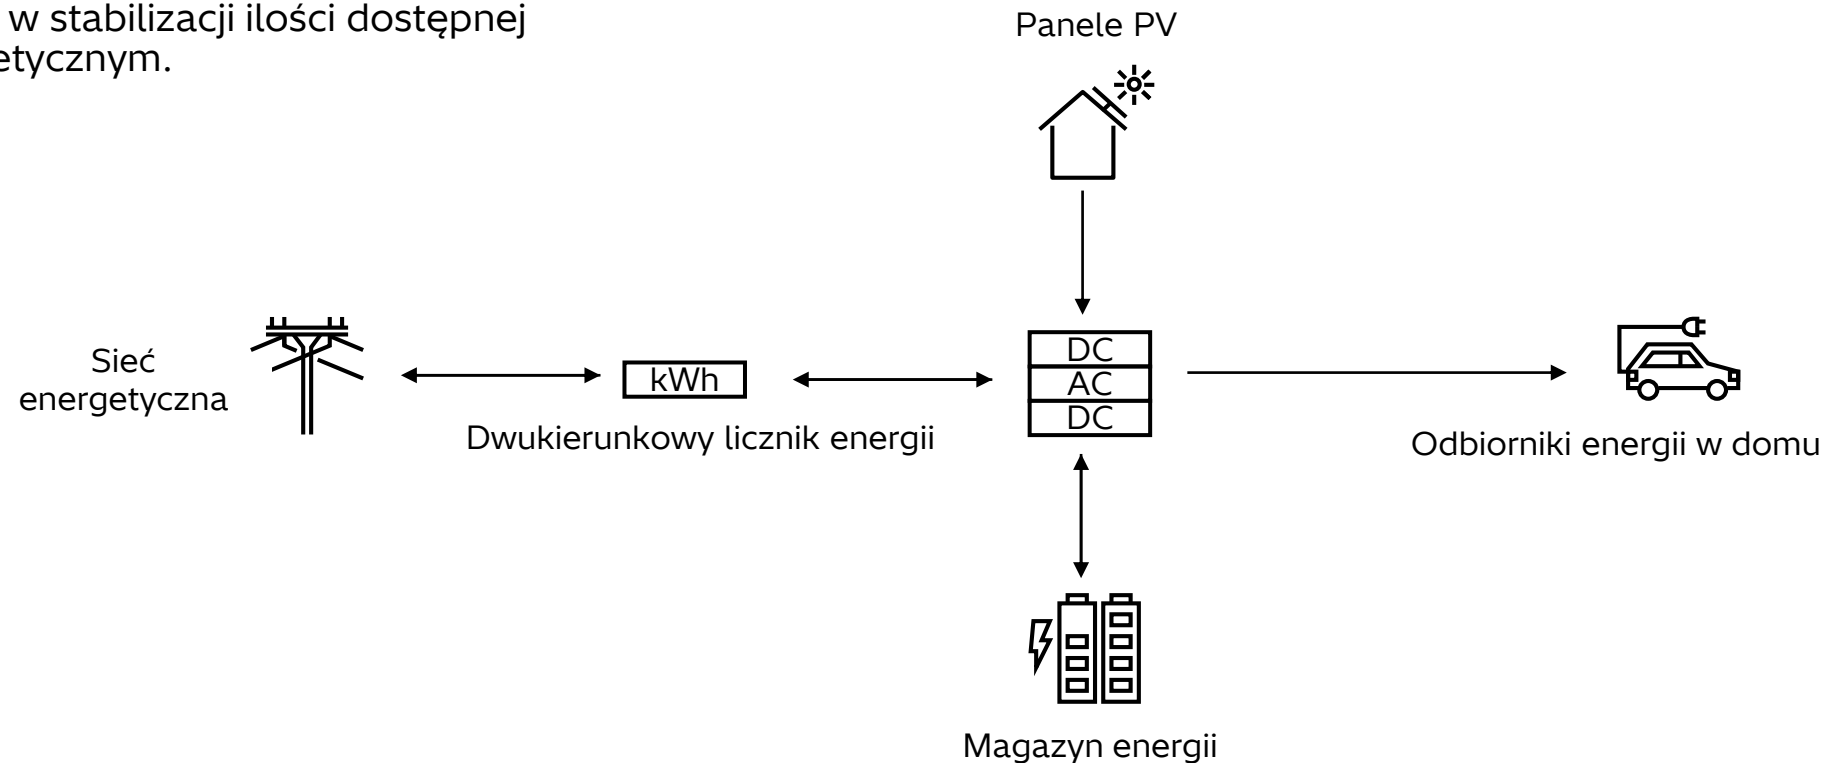 w stabilizacji ilości dostępnej
etycznym.
Panele PV
Sieć
energetyczna
kWh
Dwukierunkowy licznik energii
DC
AC
DC
Odbiorniki energii w domu
Magazyn energii